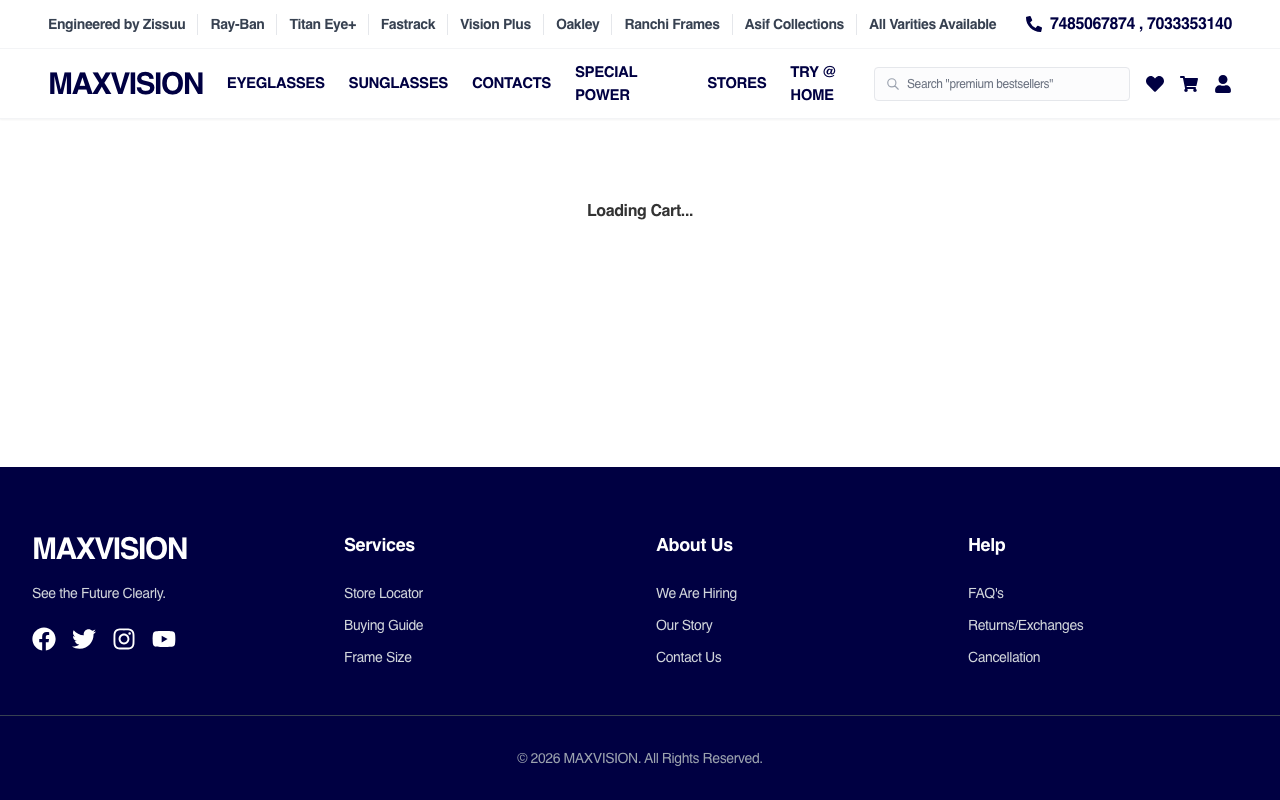 Engineered by Zissuu Ray-Ban Titan Eye+ Fastrack Vision Plus Oakley Ranchi Frames Asif Collections All Varities Available 7485067874 , 7033353140
MAXVISION EYEGLASSES SUNGLASSES CONTACTS SPECIAL POWER STORES TRY @ HOME Search "premium bestsellers"
Loading Cart...
MAXVISION
See the Future Clearly.
Services
Store Locator
Buying Guide
Frame Size
About Us
We Are Hiring
Our Story
Contact Us
Help
FAQ's
Returns/Exchanges
Cancellation
© 2026 MAXVISION. All Rights Reserved.